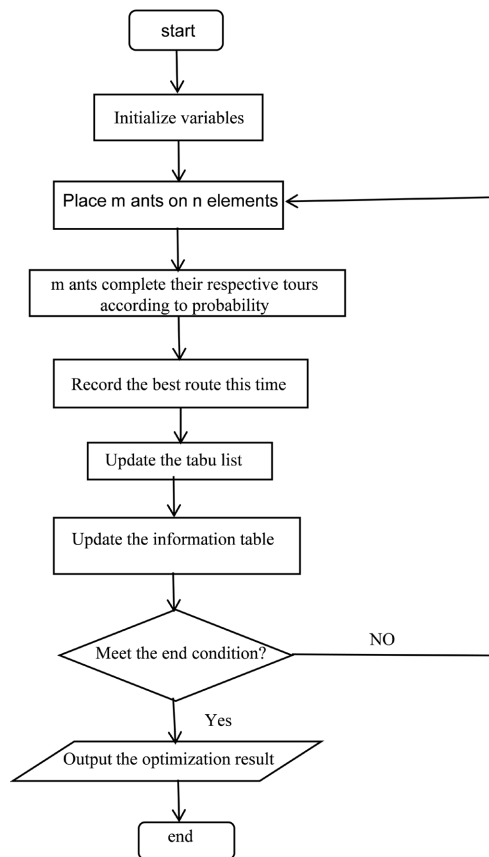 start
Initialize variables
Place m ants on n elements
m ants complete their respective tours
according to probability
Record the best route this time
Update the tabu list
Update the information table
Meet the end condition?
NO
Yes
Output the optimization result
end